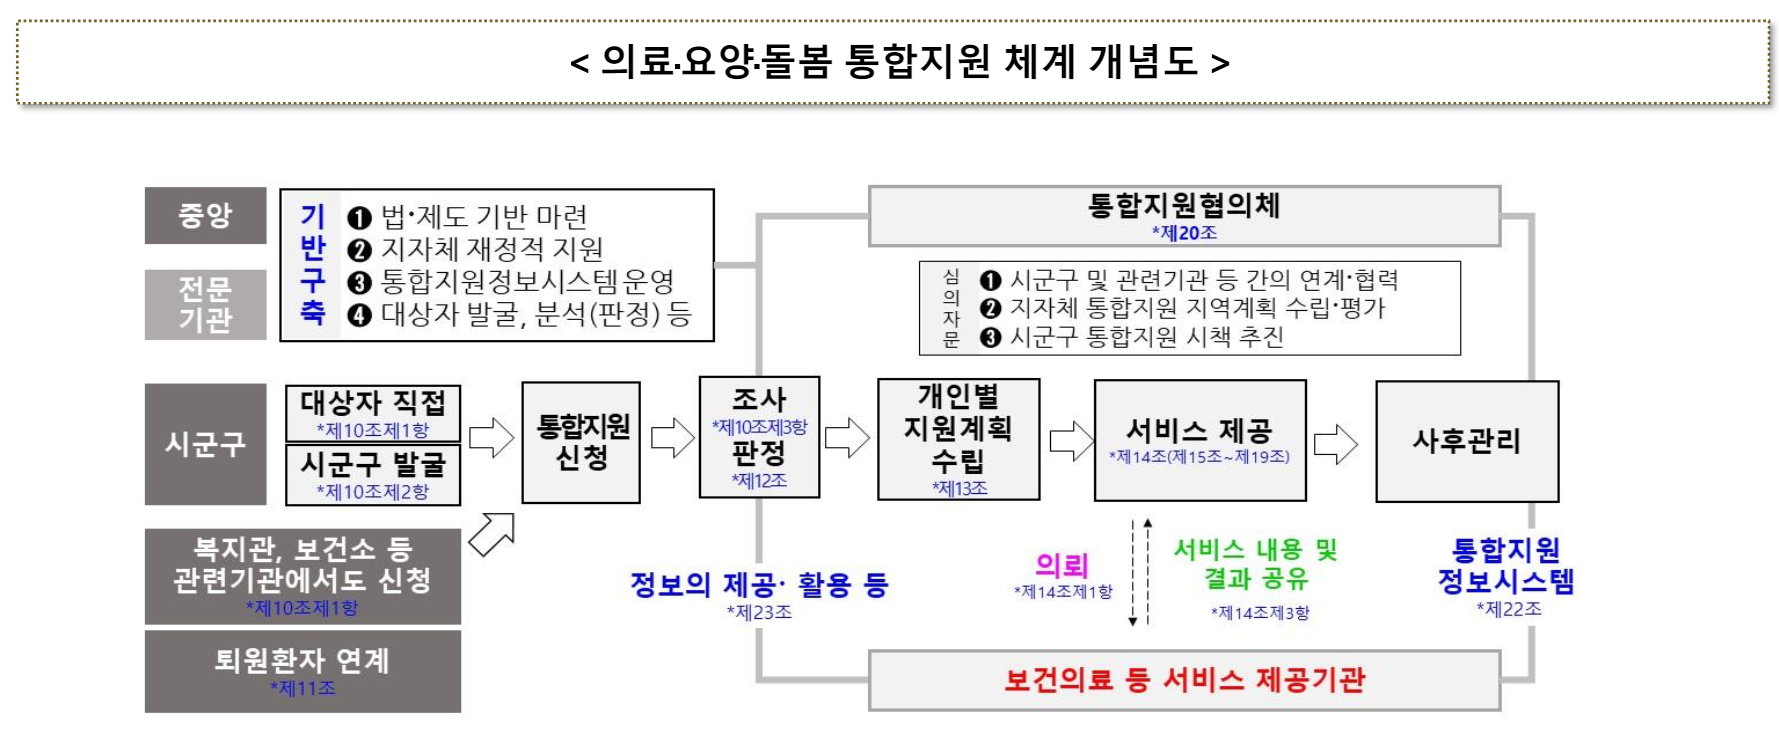 < 의료·요양·돌봄 통합지원 체계 개념도 >
중앙
전문
기관
기
반
구
축
❶ 법·제도 기반 마련
❷ 지자체 재정적 지원
❸ 통합지원정보시스템 운영
❹ 대상자 발굴, 분석(판정) 등
통합지원협의체
*제20조
심
의
자
문
❶ 시군구 및 관련기관 등 간의 연계·협력
❷ 지자체 통합지원 지역계획 수립·평가
❸ 시군구 통합지원 시책 추진
시군구
대상자 직접
*제10조제1항
시군구 발굴
*제10조제2항
통합지원
신청
조사
*제10조제3항
판정
*제12조
개인별
지원계획
수립
*제13조
서비스 제공
*제14조(제15조~제19조)
사후관리
복지관, 보건소 등
관련기관에서도 신청
*제10조제1항
퇴원환자 연계
*제11조
정보의 제공· 활용 등
*제23조
의뢰
*제14조제1항
서비스 내용 및
결과 공유
*제14조제3항
통합지원
정보시스템
*제22조
보건의료 등 서비스 제공기관